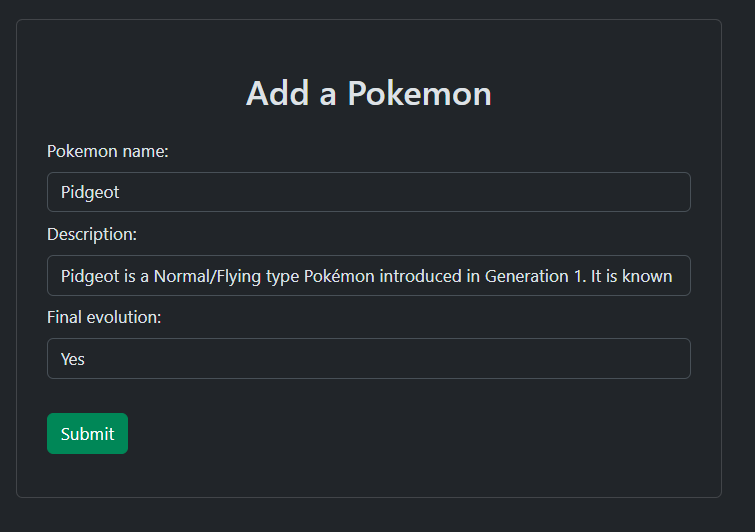 Add a Pokemon
Pokemon name:
Pidgeot
Description:
Pidgeot is a Normal/Flying type Pokémon introduced in Generation 1. It is known
Final evolution:
Yes
Submit